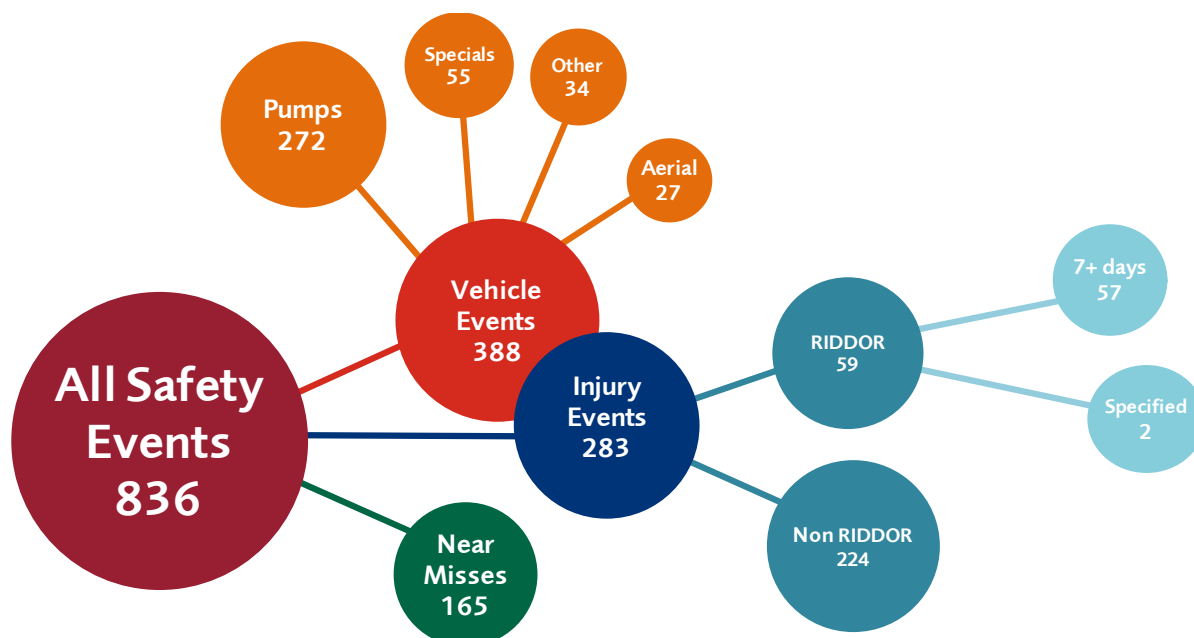 Specials
55
Other
34
Pumps
272
Aerial
27
Vehicle
Events
388
7+ days
57
RIDDOR
59
All Safety
Events
836
Injury
Events
283
Specified
2
Non RIDDOR
224
Near
Misses
165